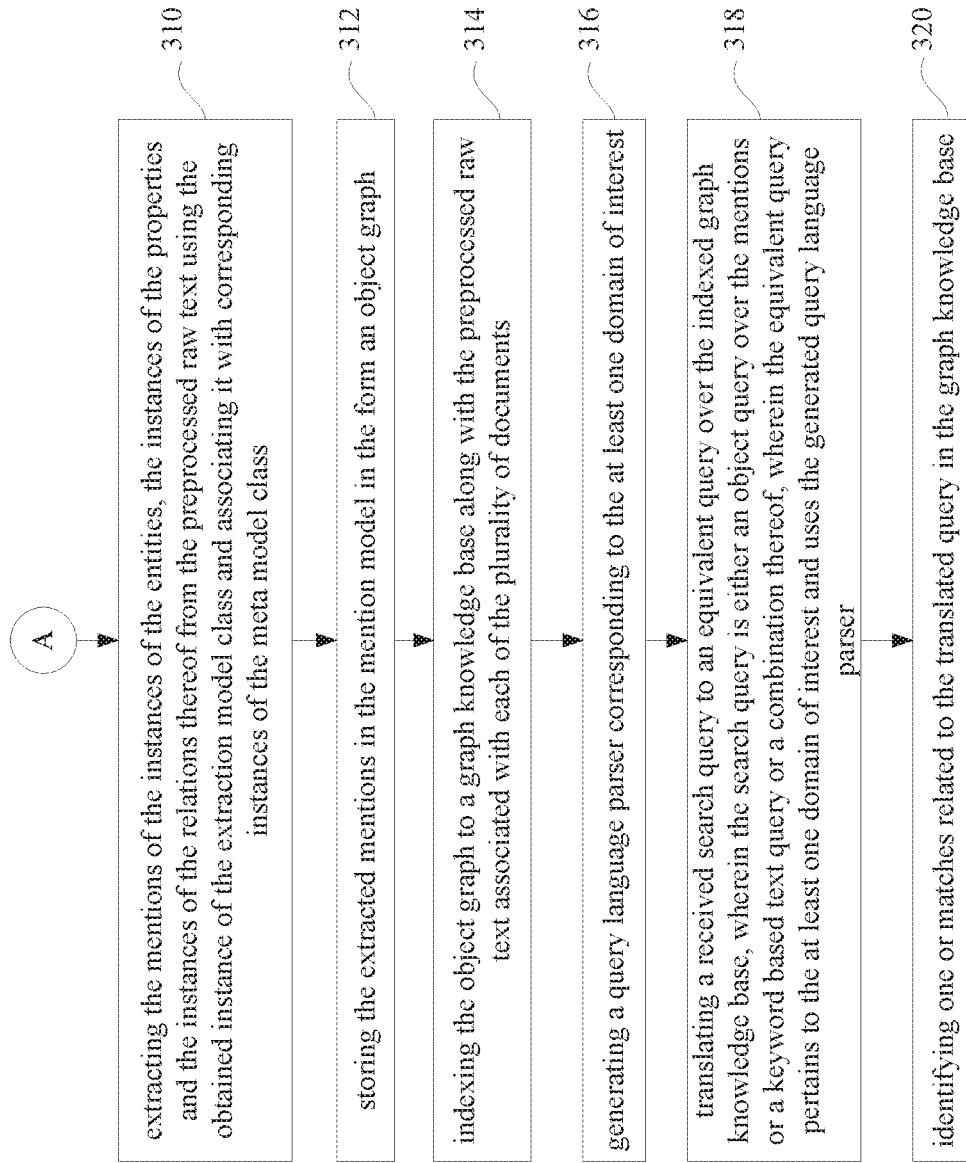 A
extracting the mentions of the instances of the entities, the instances of the properties
and the instances of the relations thereof from the preprocessed raw text using the
obtained instance of the extraction model class and associating it with corresponding
instances of the meta model class
310
storing the extracted mentions in the mention model in the form an object graph
312
indexing the object graph to a graph knowledge base along with the preprocessed raw
text associated with each of the plurality of documents
314
generating a query language parser corresponding to the at least one domain of interest
316
translating a received search query to an equivalent query over the indexed graph
knowledge base, wherein the search query is either an object query over the mentions
or a keyword based text query or a combination thereof, wherein the equivalent query
pertains to the at least one domain of interest and uses the generated query language
parser
318
identifying one or matches related to the translated query in the graph knowledge base
320